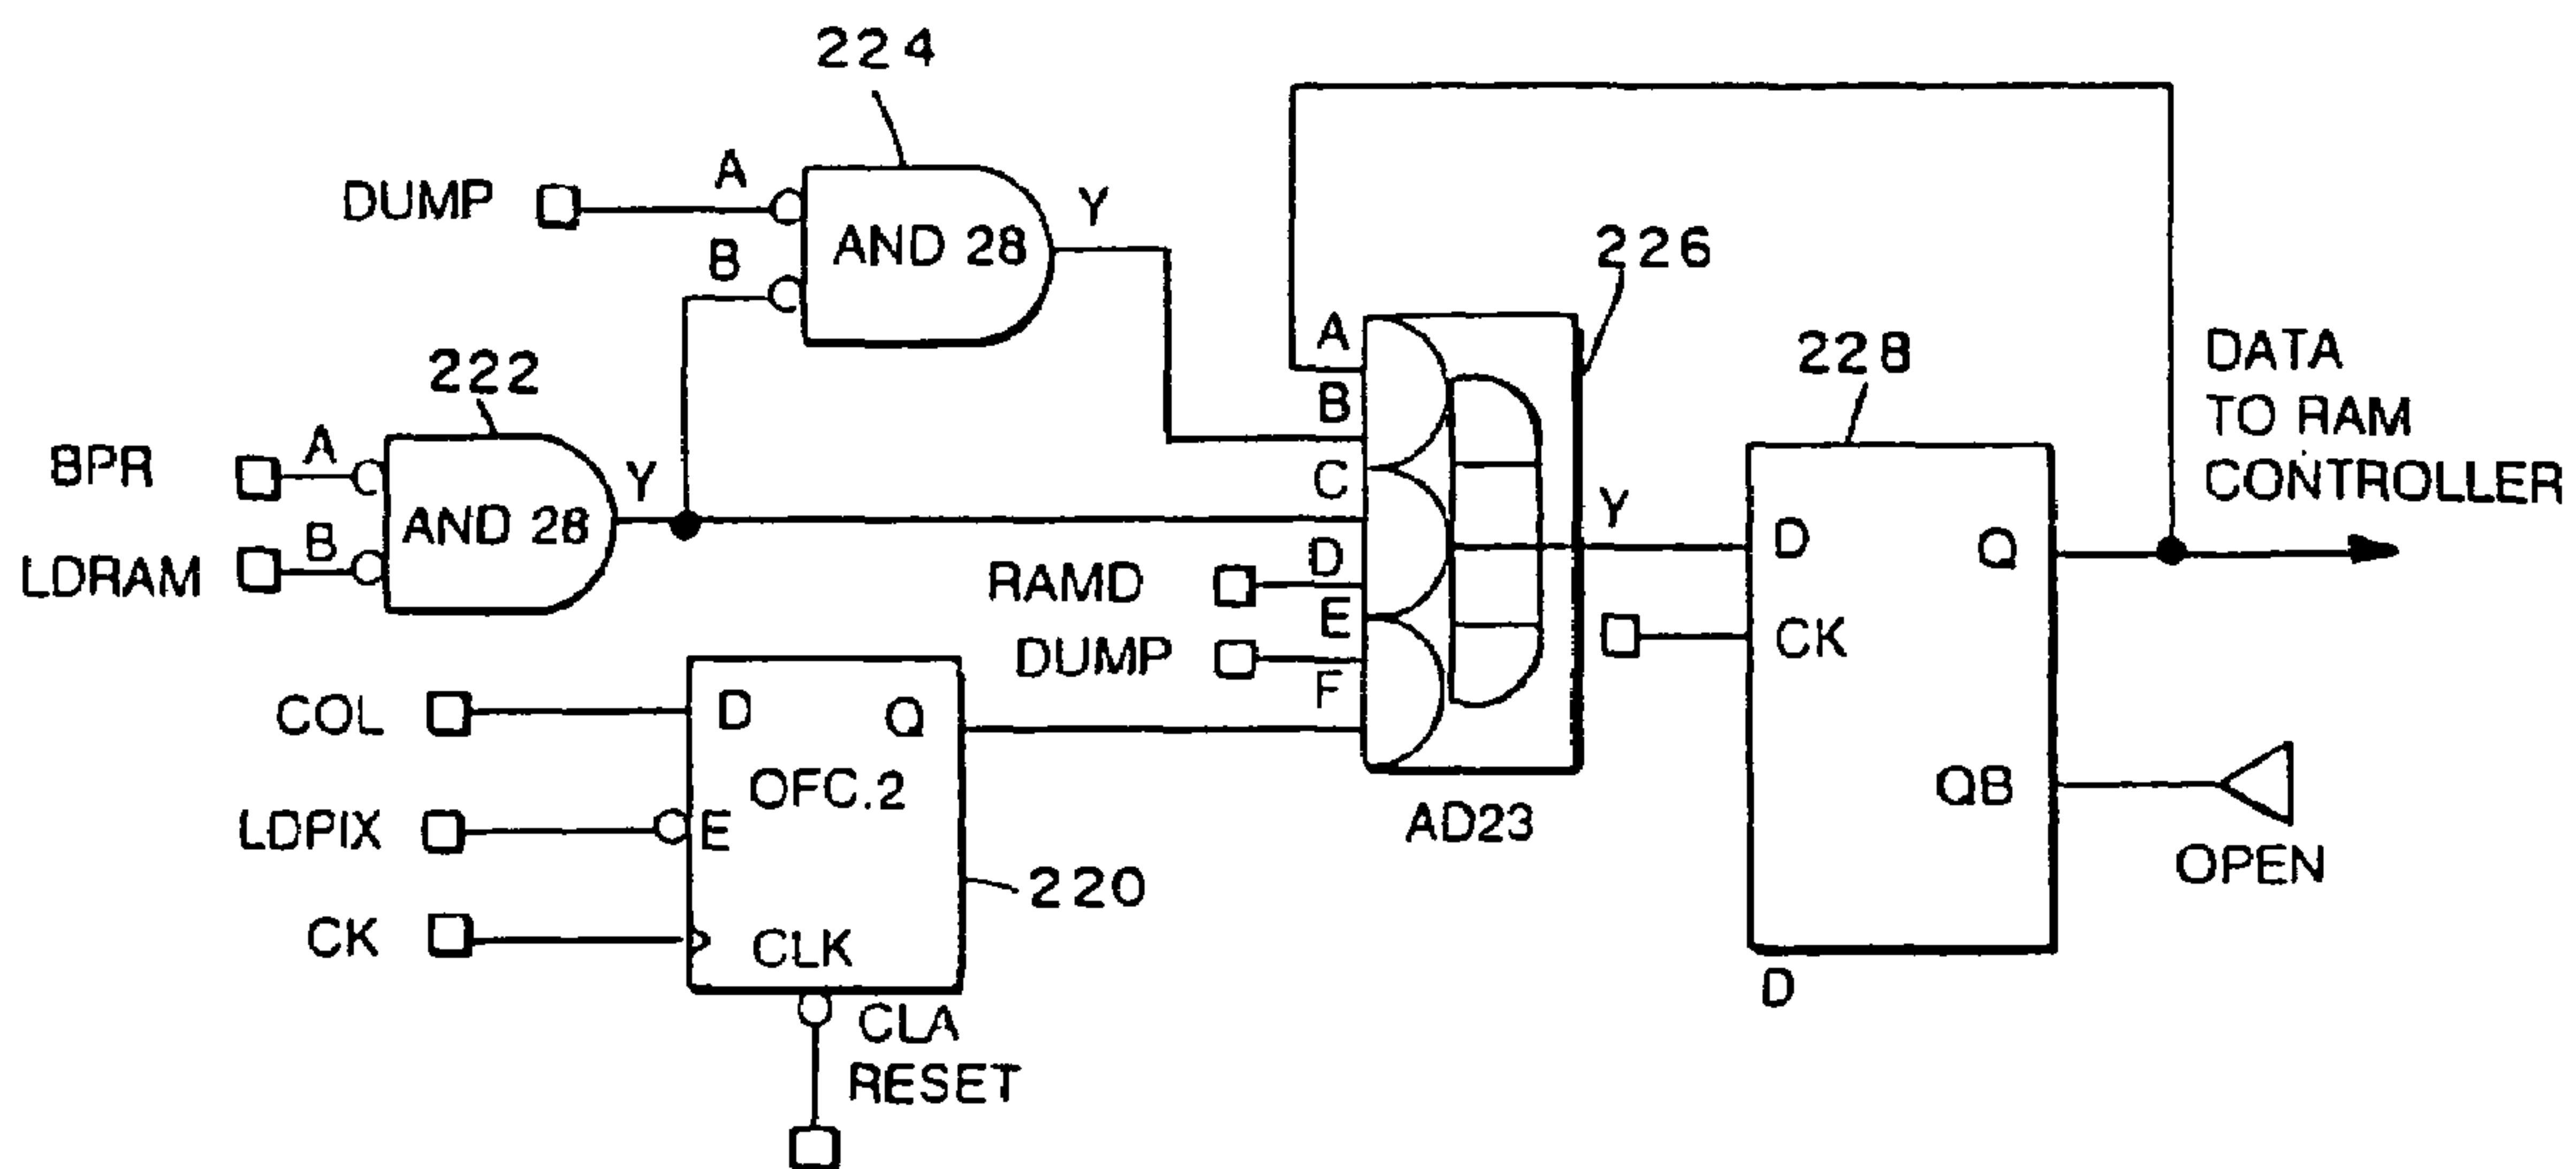 224
DUMP
A
B
AND 28
Y
226
222
BPR
A
LDRAM
B
AND 28
Y
A
B
C
D
E
F
RAMD
DUMP
Y
AD23
228
DATA
TO RAM
CONTROLLER
D
Q
CK
QB
OPEN
D
COL
D
Q
OFC.2
LDPIX
E
220
CK
CLK
CLA
RESET